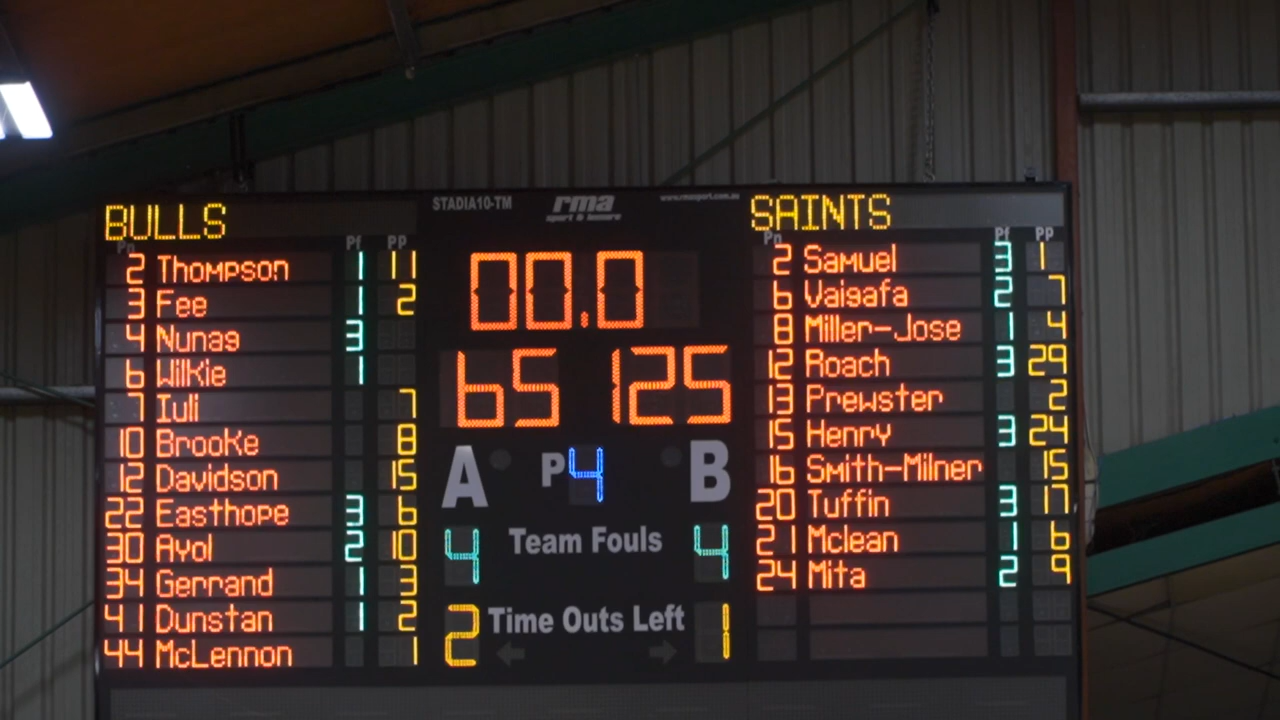 STADIA10-TM rma www.rmasport.com.au
sport & leisure
BULLS SAINTS
Pn Pf PP Pn Pf PP
2 Thompson 1 11
3 Fee 1 2
4 Nunag 3
6 Wilkie 1
7 Iuli 7
10 Brooke 8
12 Davidson 15
22 Easthope 3 6
30 Ayol 2 10
34 Gerrand 1 3
41 Dunstan 1 2
44 McLennon 1
00.0
65 125
A P4 B
4 Team Fouls 4
2 Time Outs Left 1
2 Samuel 3 1
6 Vaigafa 2 7
8 Miller-Jose 1 4
12 Roach 3 29
13 Prewster 2
15 Henry 3 24
16 Smith-Milner 15
20 Tuffin 3 17
21 Mclean 1 6
24 Mita 2 9